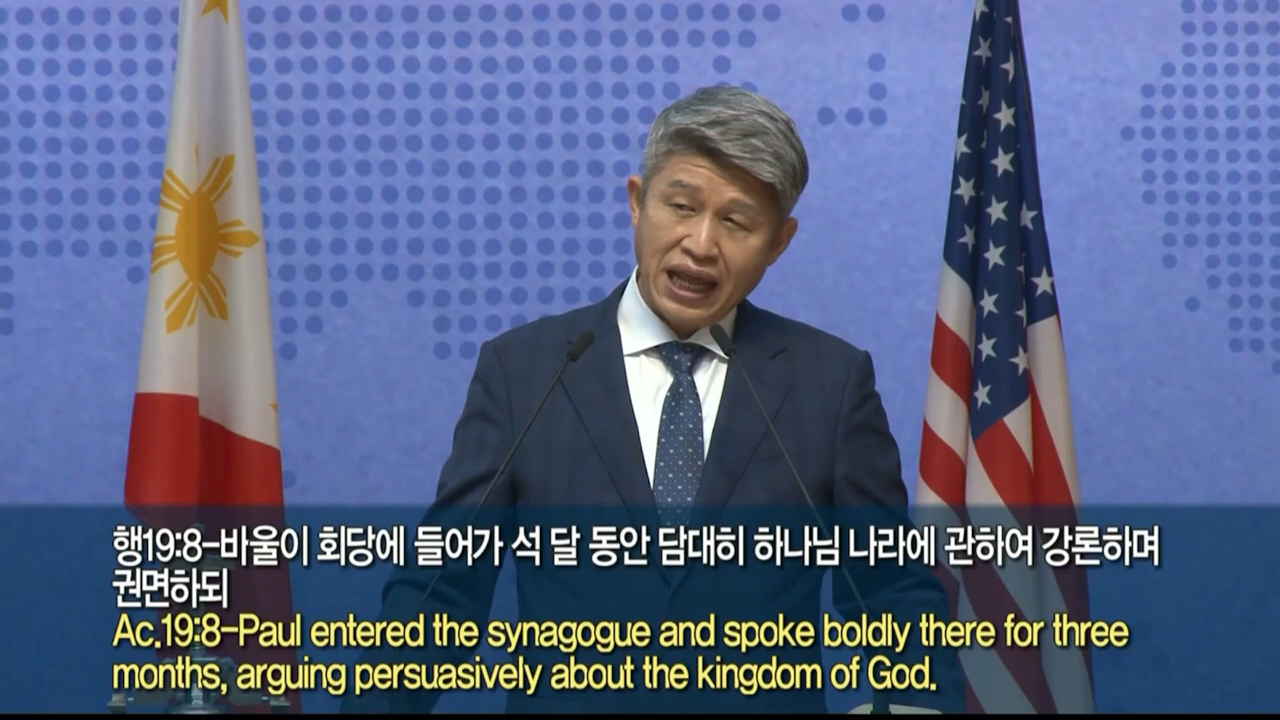 행19:8-바울이 회당에 들어가 석 달 동안 담대히 하나님 나라에 관하여 강론하며
권면하되
Ac.19:8-Paul entered the synagogue and spoke boldly there for three
months, arguing persuasively about the kingdom of God.